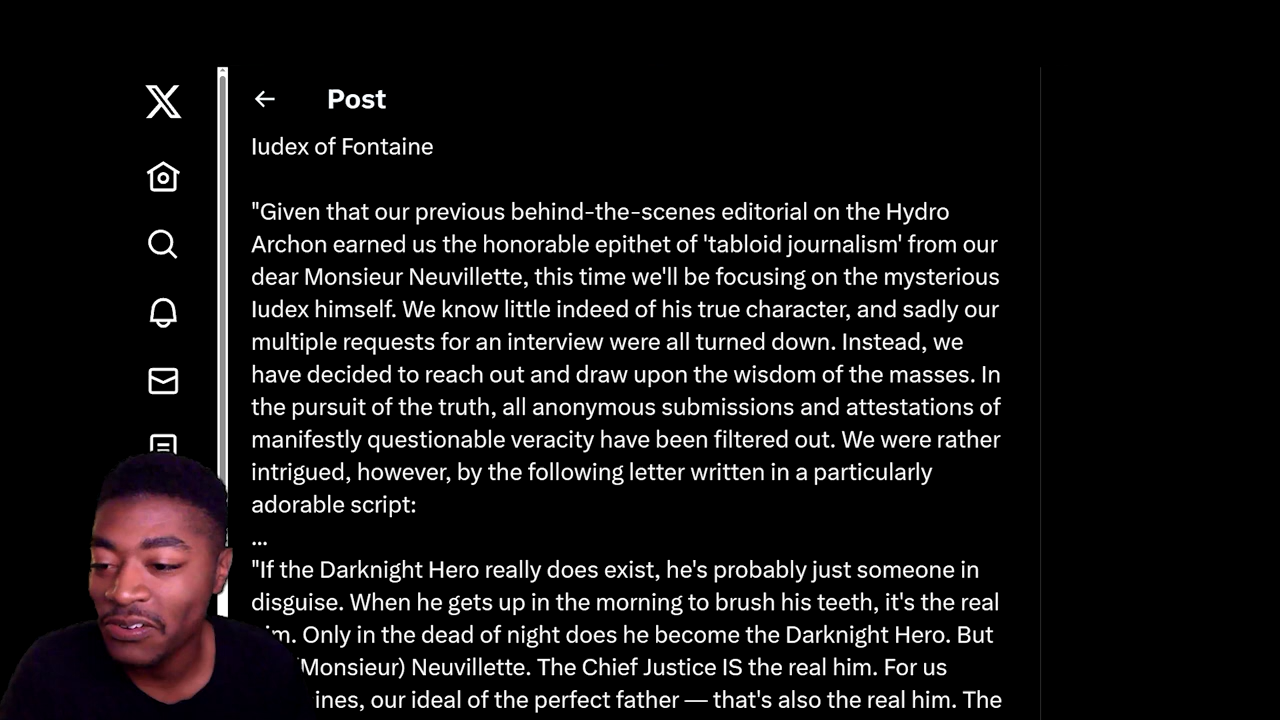 Post
Iudex of Fontaine
"Given that our previous behind-the-scenes editorial on the Hydro
Archon earned us the honorable epithet of 'tabloid journalism' from our
dear Monsieur Neuvillette, this time we'll be focusing on the mysterious
Iudex himself. We know little indeed of his true character, and sadly our
multiple requests for an interview were all turned down. Instead, we
have decided to reach out and draw upon the wisdom of the masses. In
the pursuit of the truth, all anonymous submissions and attestations of
manifestly questionable veracity have been filtered out. We were rather
intrigued, however, by the following letter written in a particularly
adorable script:
...
"If the Darknight Hero really does exist, he's probably just someone in
disguise. When he gets up in the morning to brush his teeth, it's the real
him. Only in the dead of night does he become the Darknight Hero. But
(Monsieur) Neuvillette. The Chief Justice IS the real him. For us
ines, our ideal of the perfect father — that's also the real him. The